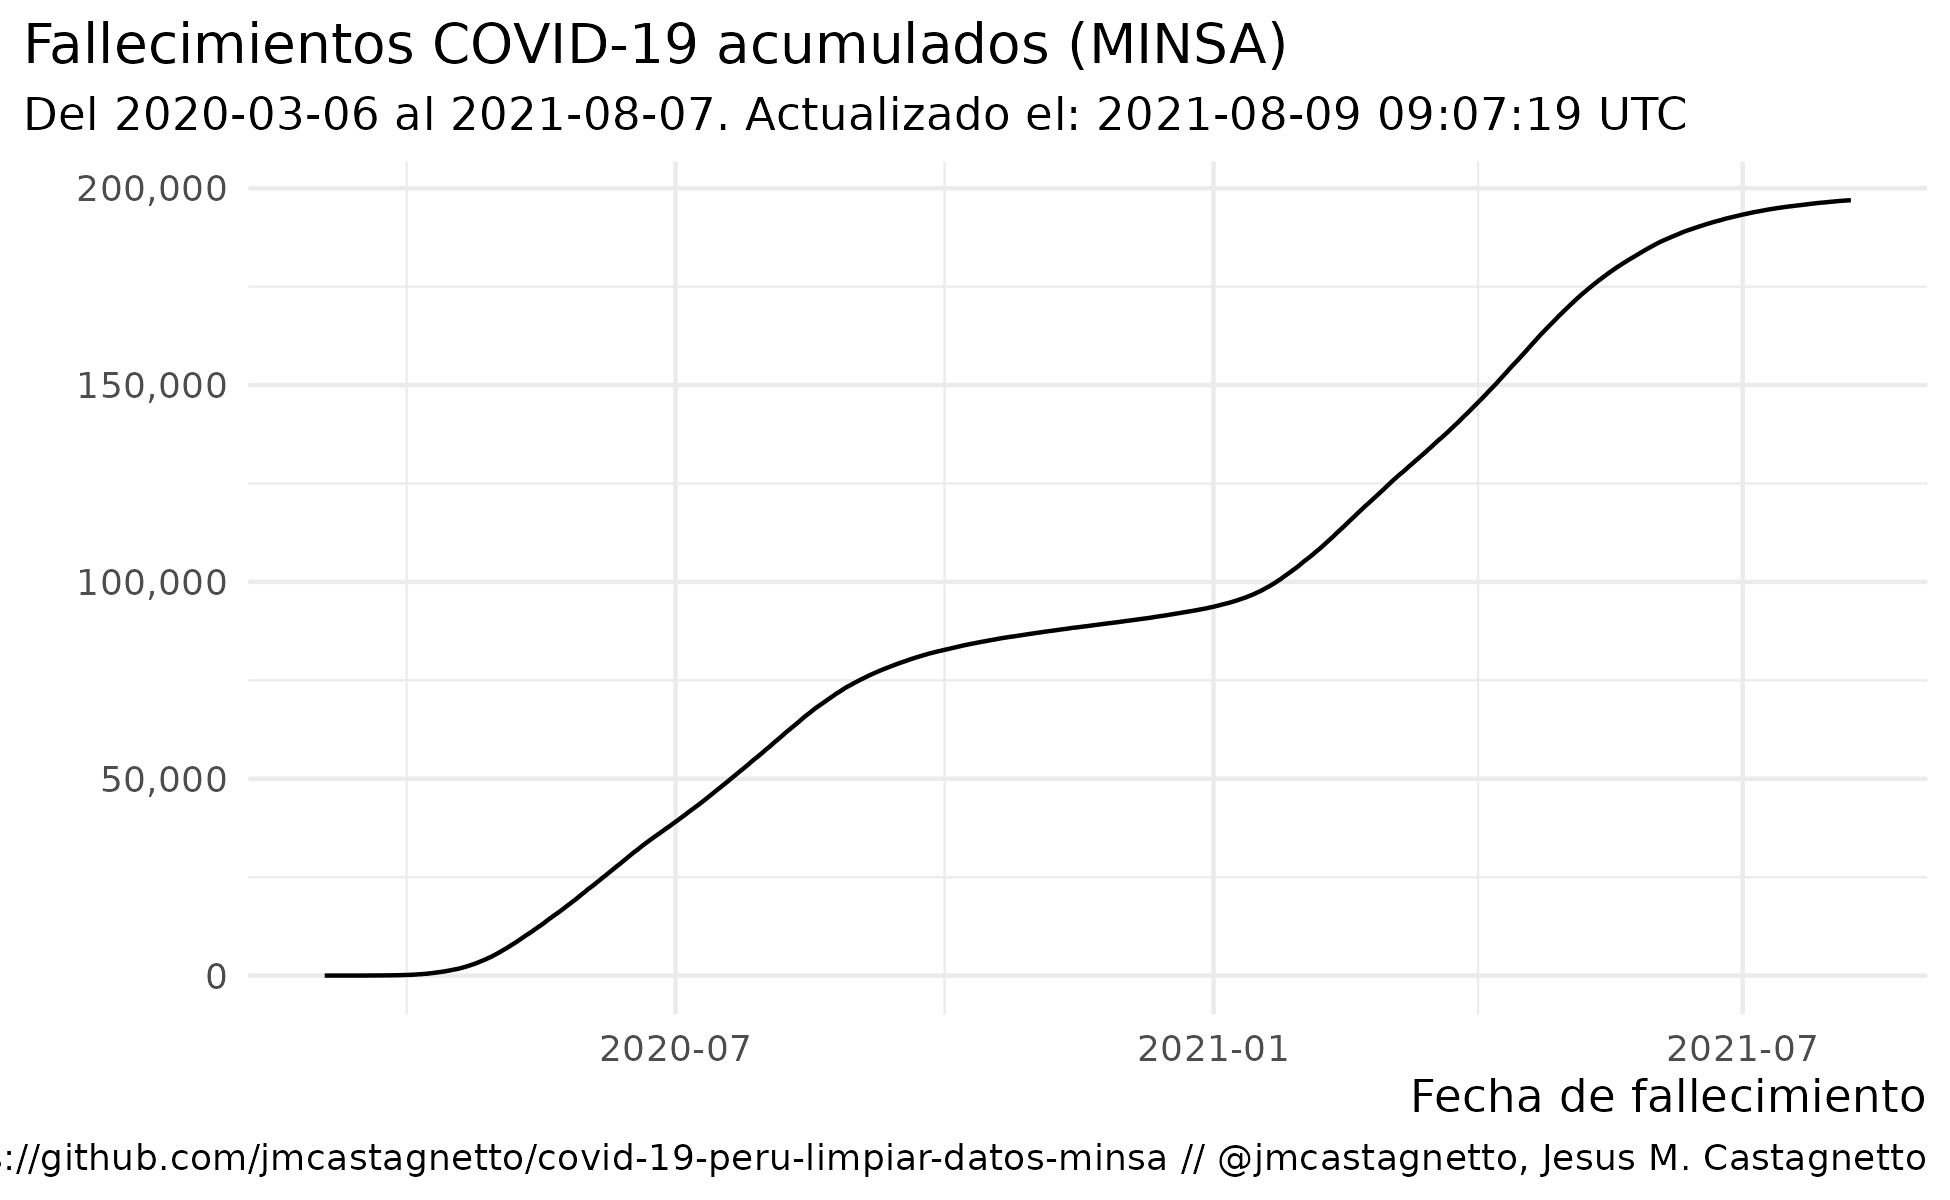 Fallecimientos COVID-19 acumulados (MINSA)
Del 2020-03-06 al 2021-08-07. Actualizado el: 2021-08-09 09:07:19 UTC
200,000
150,000
100,000
50,000
0
2020-07 2021-01 2021-07
Fecha de fallecimiento
://github.com/jmcastagnetto/covid-19-peru-limpiar-datos-minsa // @jmcastagnetto, Jesus M. Castagnetto